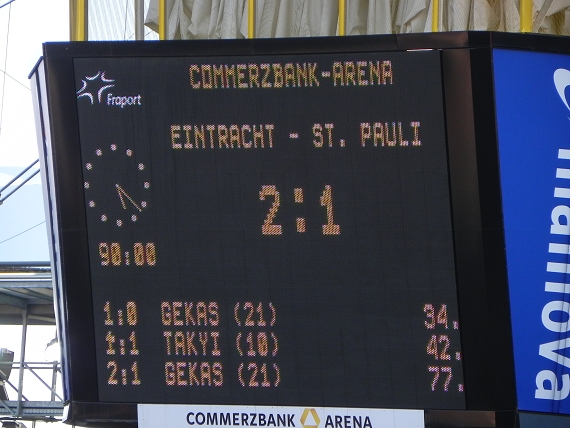 COMMERZBANK-ARENA
Fraport
EINTRACHT - ST. PAULI
2:1
90:00
1:0 GEKAS (21) 34.
1:1 TAKYI (10) 42.
2:1 GEKAS (21) 77.
COMMERZBANK ARENA
mainova